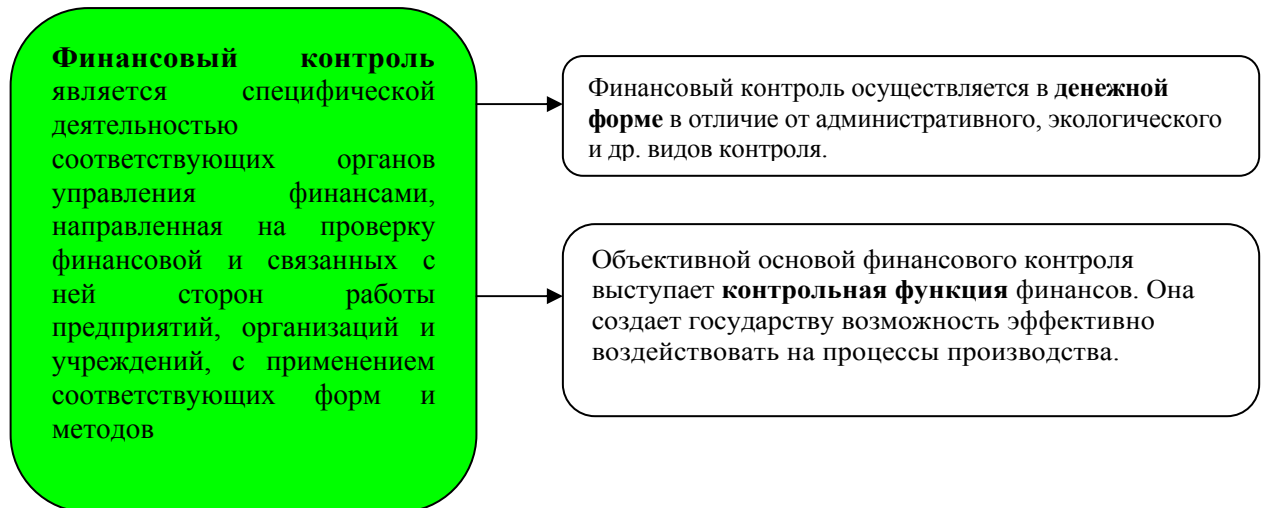 Финансовый контроль
является специфической
деятельностью
соответствующих органов
управления финансами,
направленная на проверку
финансовой и связанных с
ней сторон работы
предприятий, организаций и
учреждений, с применением
соответствующих форм и
методов
Финансовый контроль осуществляется в денежной
форме в отличие от административного, экологического
и др. видов контроля.
Объективной основой финансового контроля
выступает контрольная функция финансов. Она
создает государству возможность эффективно
воздействовать на процессы производства.